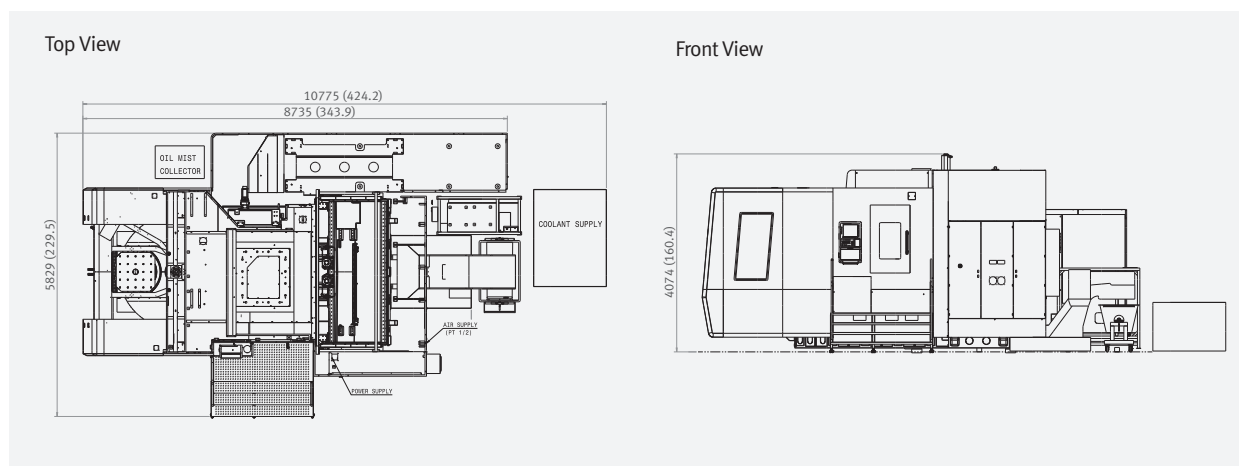 Top View
Front View
10775 (424.2)
8735 (343.9)
OIL MIST
COLLECTOR
5829 (229.5)
COOLANT SUPPLY
AIR SUPPLY
(PT 1/2)
POWER SUPPLY
4074 (160.4)